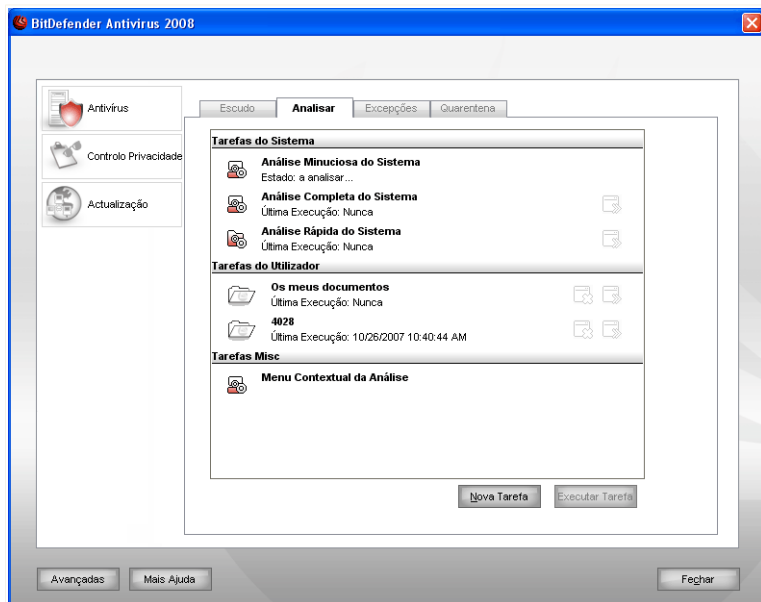 BitDefender Antivirus 2008
Antivírus
Controlo Privacidade
Actualização
Escudo
Analisar
Excepções
Quarentena
Tarefas do Sistema
Análise Minuciosa do Sistema
Estado: a analisar...
Análise Completa do Sistema
Última Execução: Nunca
Análise Rápida do Sistema
Última Execução: Nunca
Tarefas do Utilizador
Os meus documentos
Última Execução: Nunca
4028
Última Execução: 10/26/2007 10:40:44 AM
Tarefas Misc
Menu Contextual da Análise
Nova Tarefa
Executar Tarefa
Avançadas
Mais Ajuda
Fechar